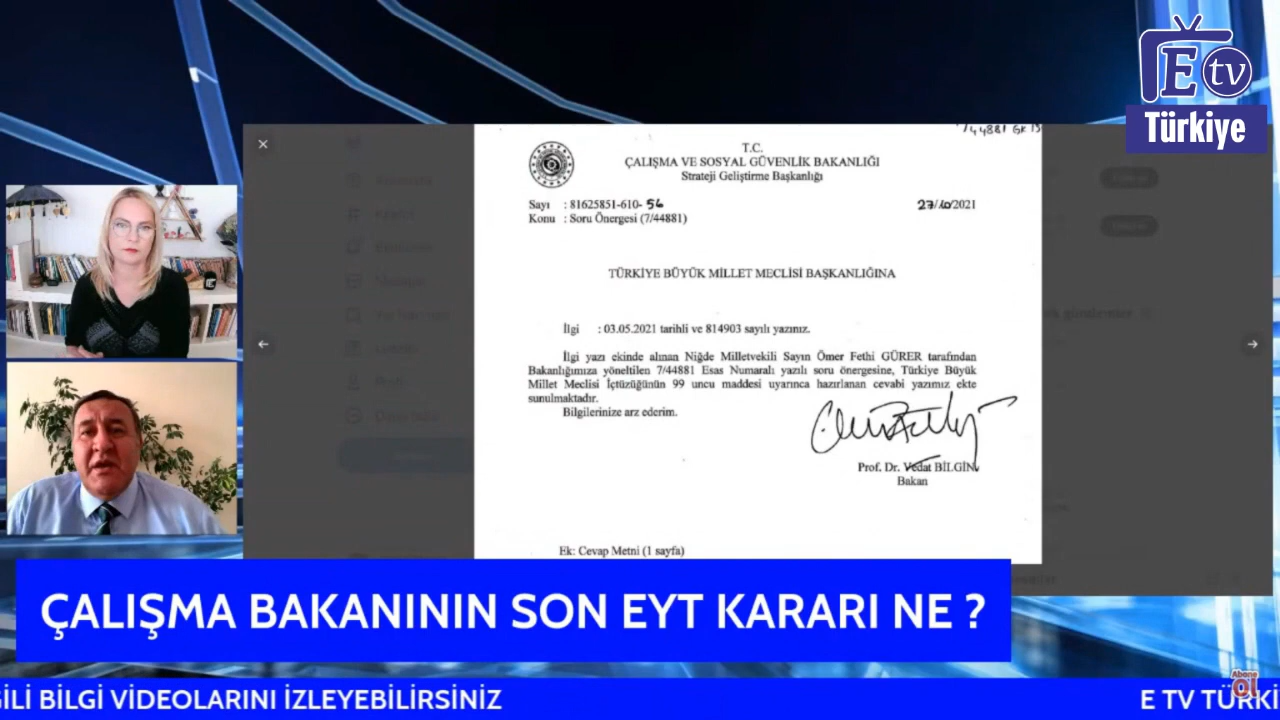 E tv
Türkiye
7/44881 GK 13
T.C.
ÇALIŞMA VE SOSYAL GÜVENLİK BAKANLIĞI
Strateji Geliştirme Başkanlığı
Sayı : 81625851-610- 56
27/10/2021
Konu : Soru Önergesi (7/44881)
TÜRKİYE BÜYÜK MİLLET MECLİSİ BAŞKANLIĞINA
İlgi : 03.05.2021 tarihli ve 814903 sayılı yazınız.
İlgi yazı ekinde alınan Niğde Milletvekili Sayın Ömer Fethi GÜRER tarafından
Bakanlığımıza yöneltilen 7/44881 Esas Numaralı yazılı soru önergesine, Türkiye Büyük
Millet Meclisi İçtüzüğünün 99 uncu maddesi uyarınca hazırlanan cevabi yazımız ekte
sunulmaktadır.
Bilgilerinize arz ederim.
Prof. Dr. Vedat BİLGİN
Bakan
Ek: Cevap Metni (1 sayfa)
ÇALIŞMA BAKANININ SON EYT KARARI NE ?
GİLİ BİLGİ VİDEOLARINI İZLEYEBİLİRSİNİZ
E TV TÜRKİ
Abone
ol